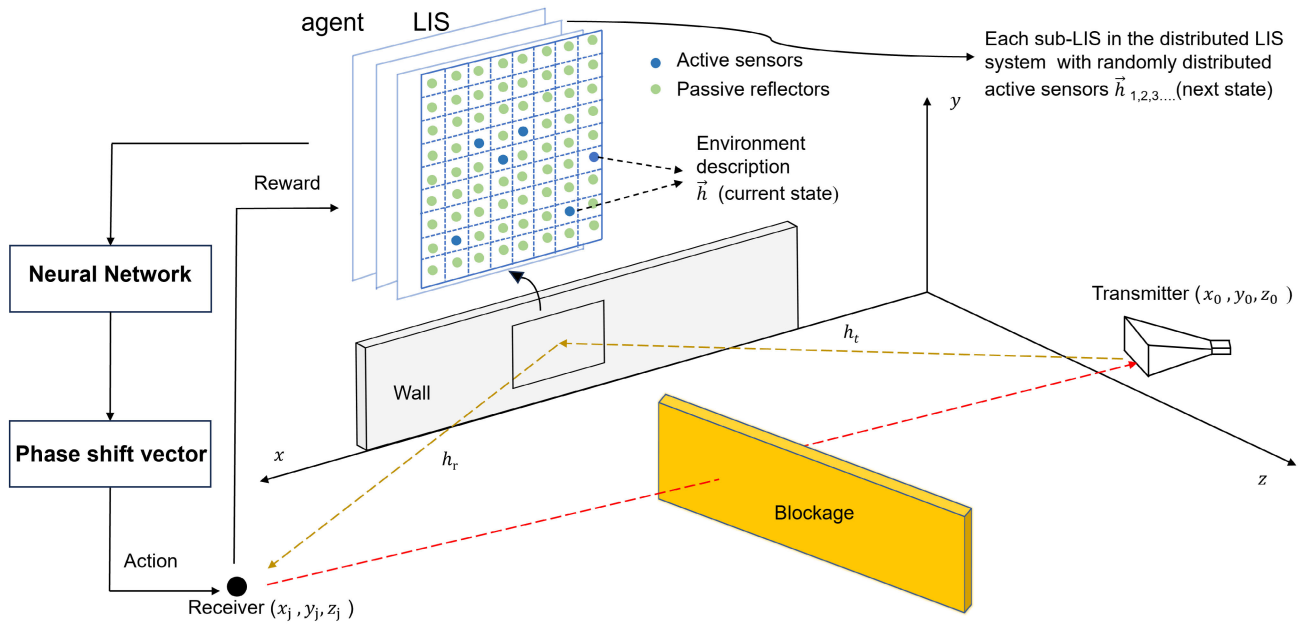 agent LIS
Active sensors
Passive reflectors
Each sub-LIS in the distributed LIS
system with randomly distributed
active sensors $\vec{h}$ 1,2,3....(next state)
y
Environment
description
$\vec{h}$ (current state)
Reward
Neural Network
Transmitter (x₀ , y₀, z₀ )
hₜ
Wall
Phase shift vector
x
hᵣ
z
Blockage
Action
Receiver (xⱼ , yⱼ, zⱼ )